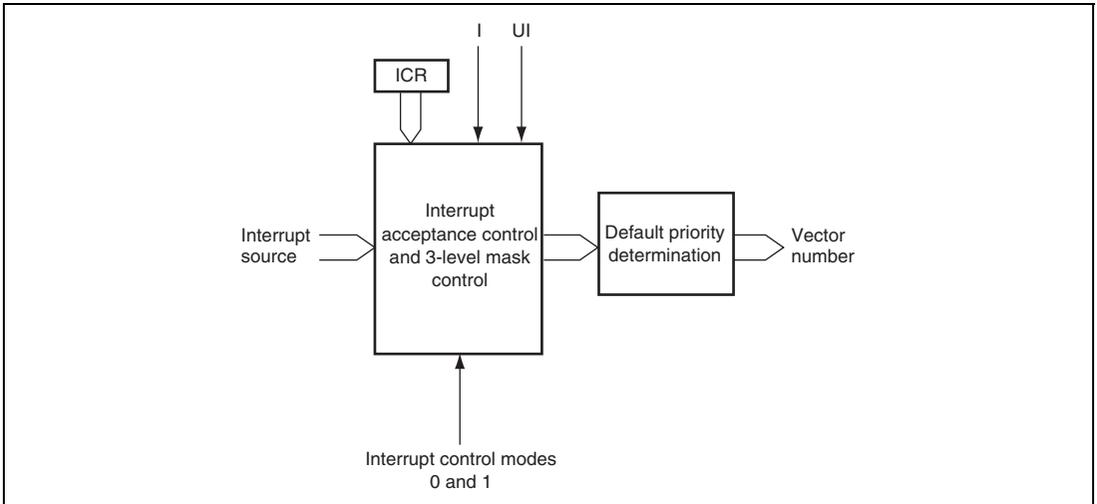 I UI
ICR
Interrupt
acceptance control
and 3-level mask
control
Interrupt
source
Default priority
determination
Vector
number
Interrupt control modes
0 and 1